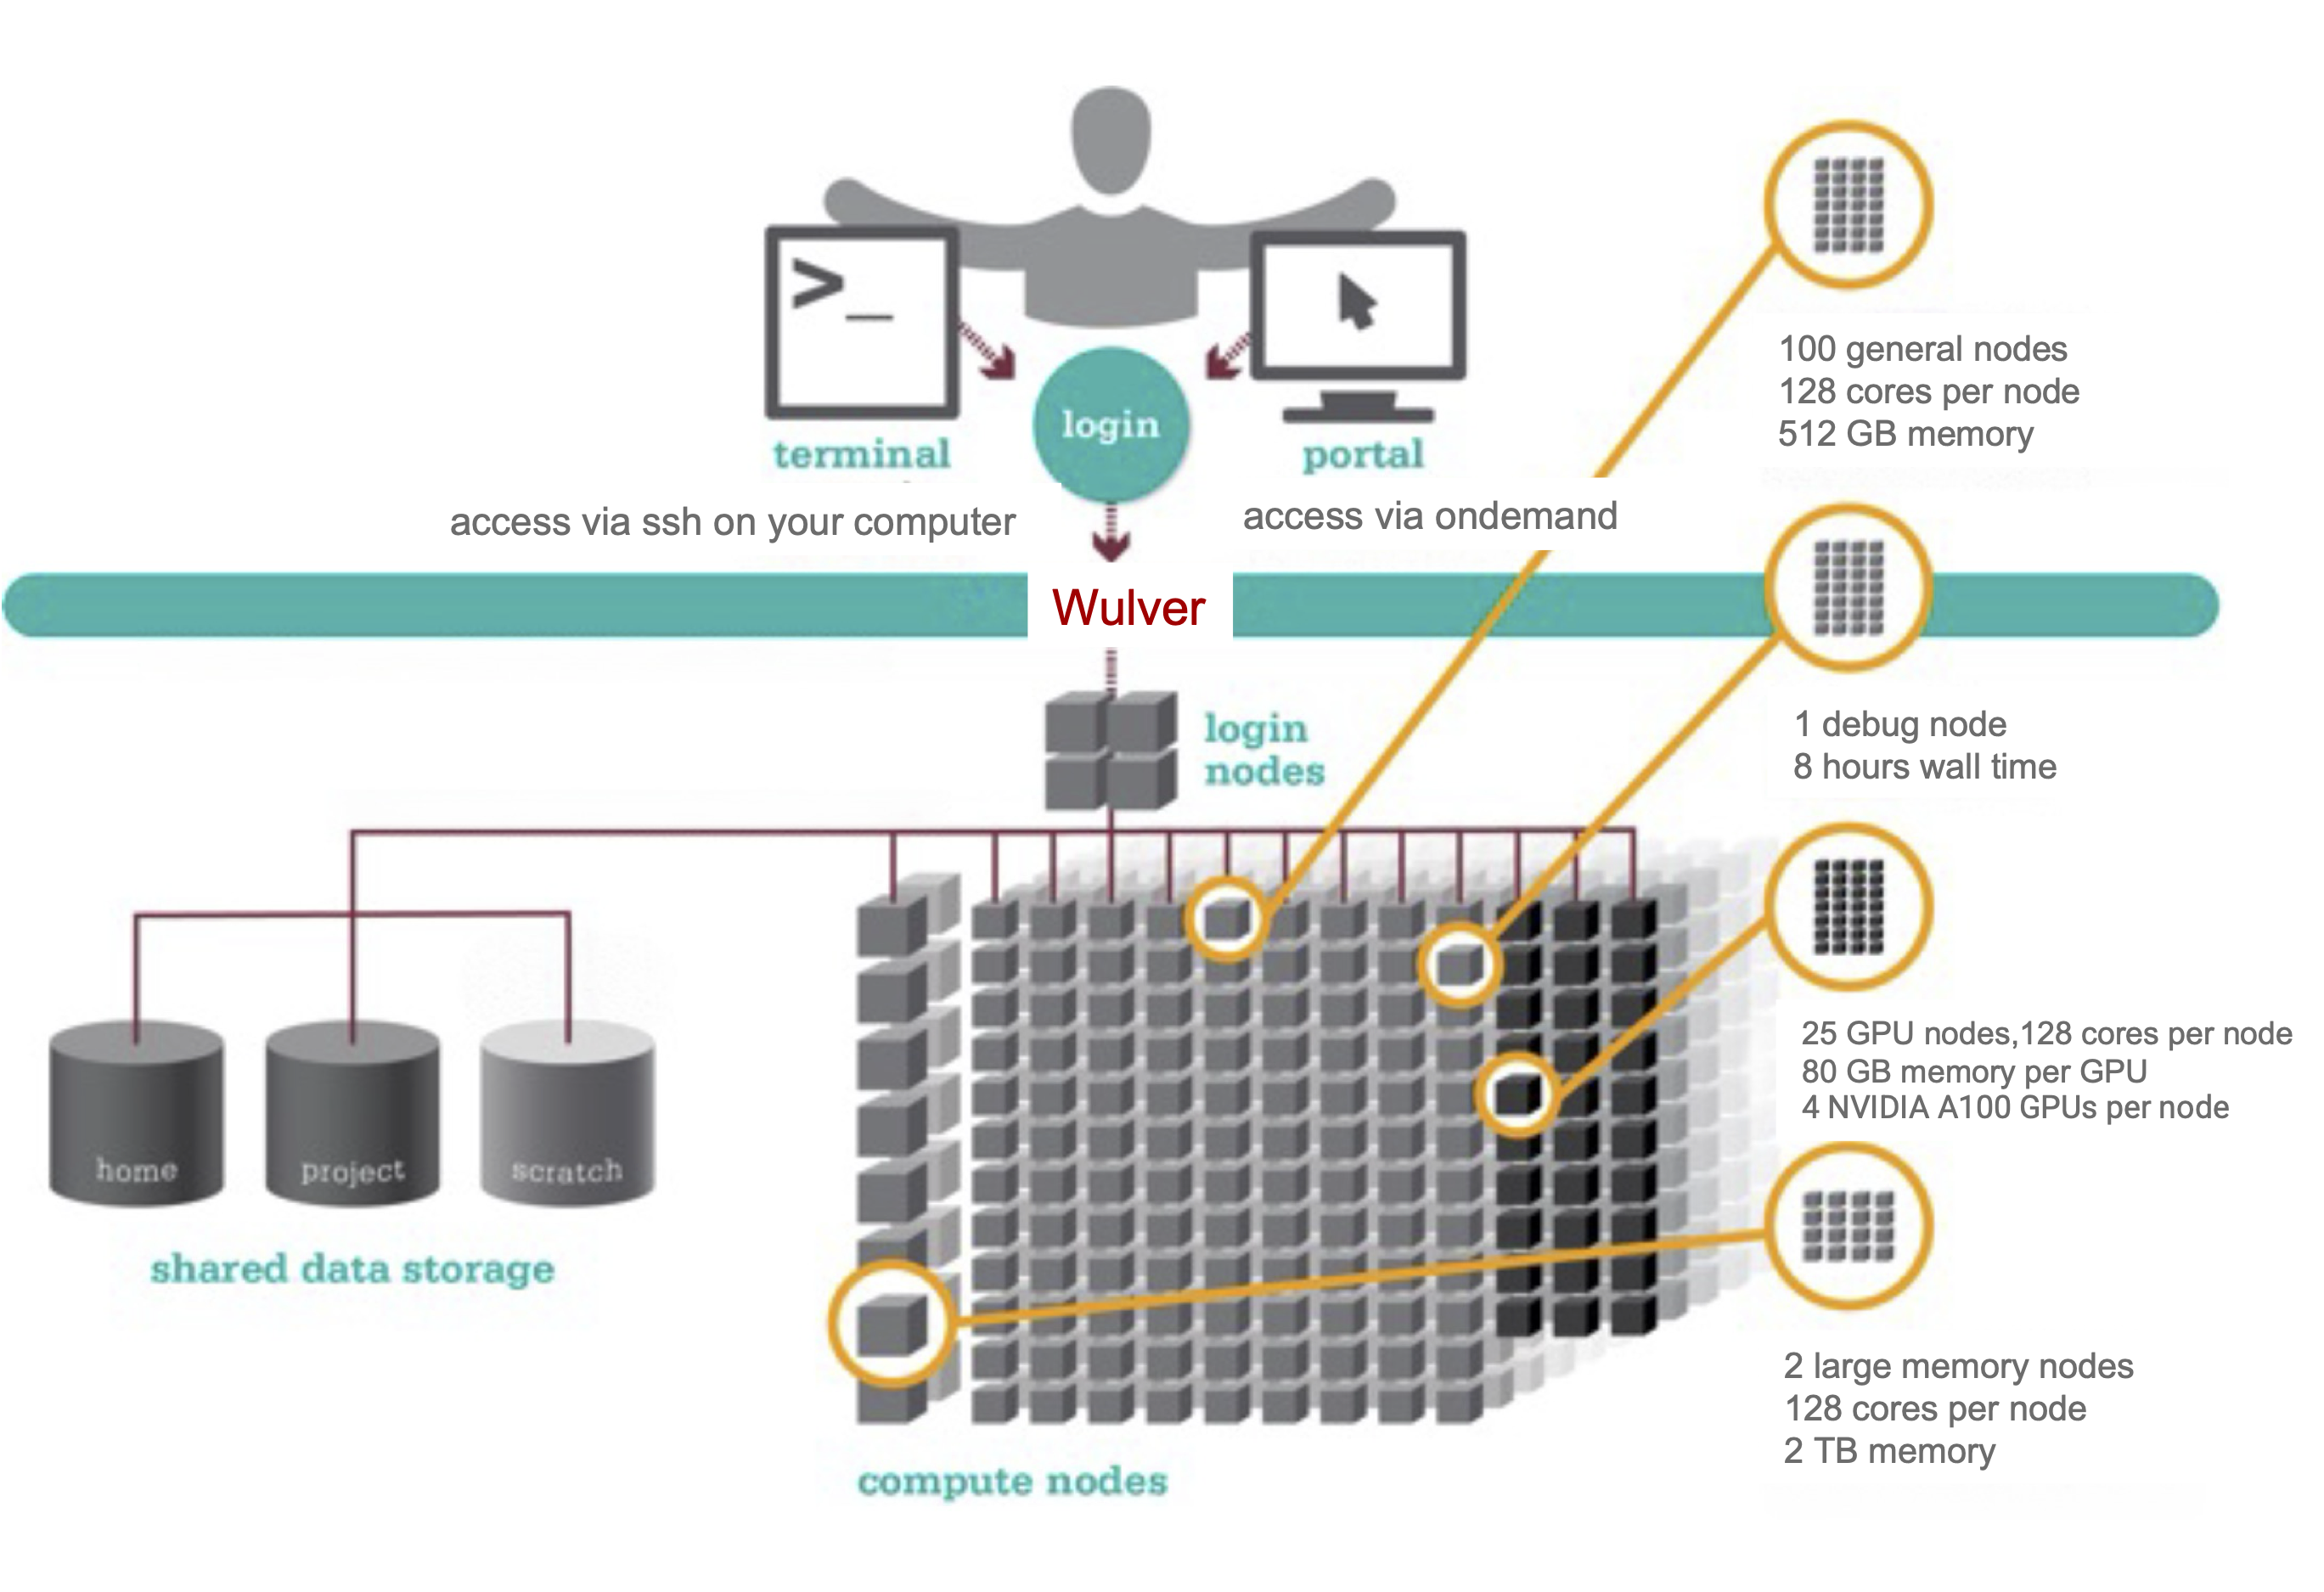 >_
terminal
login
portal
access via ssh on your computer
access via ondemand
Wulver
login
nodes
100 general nodes
128 cores per node
512 GB memory
1 debug node
8 hours wall time
25 GPU nodes,128 cores per node
80 GB memory per GPU
4 NVIDIA A100 GPUs per node
2 large memory nodes
128 cores per node
2 TB memory
home
project
scratch
shared data storage
compute nodes